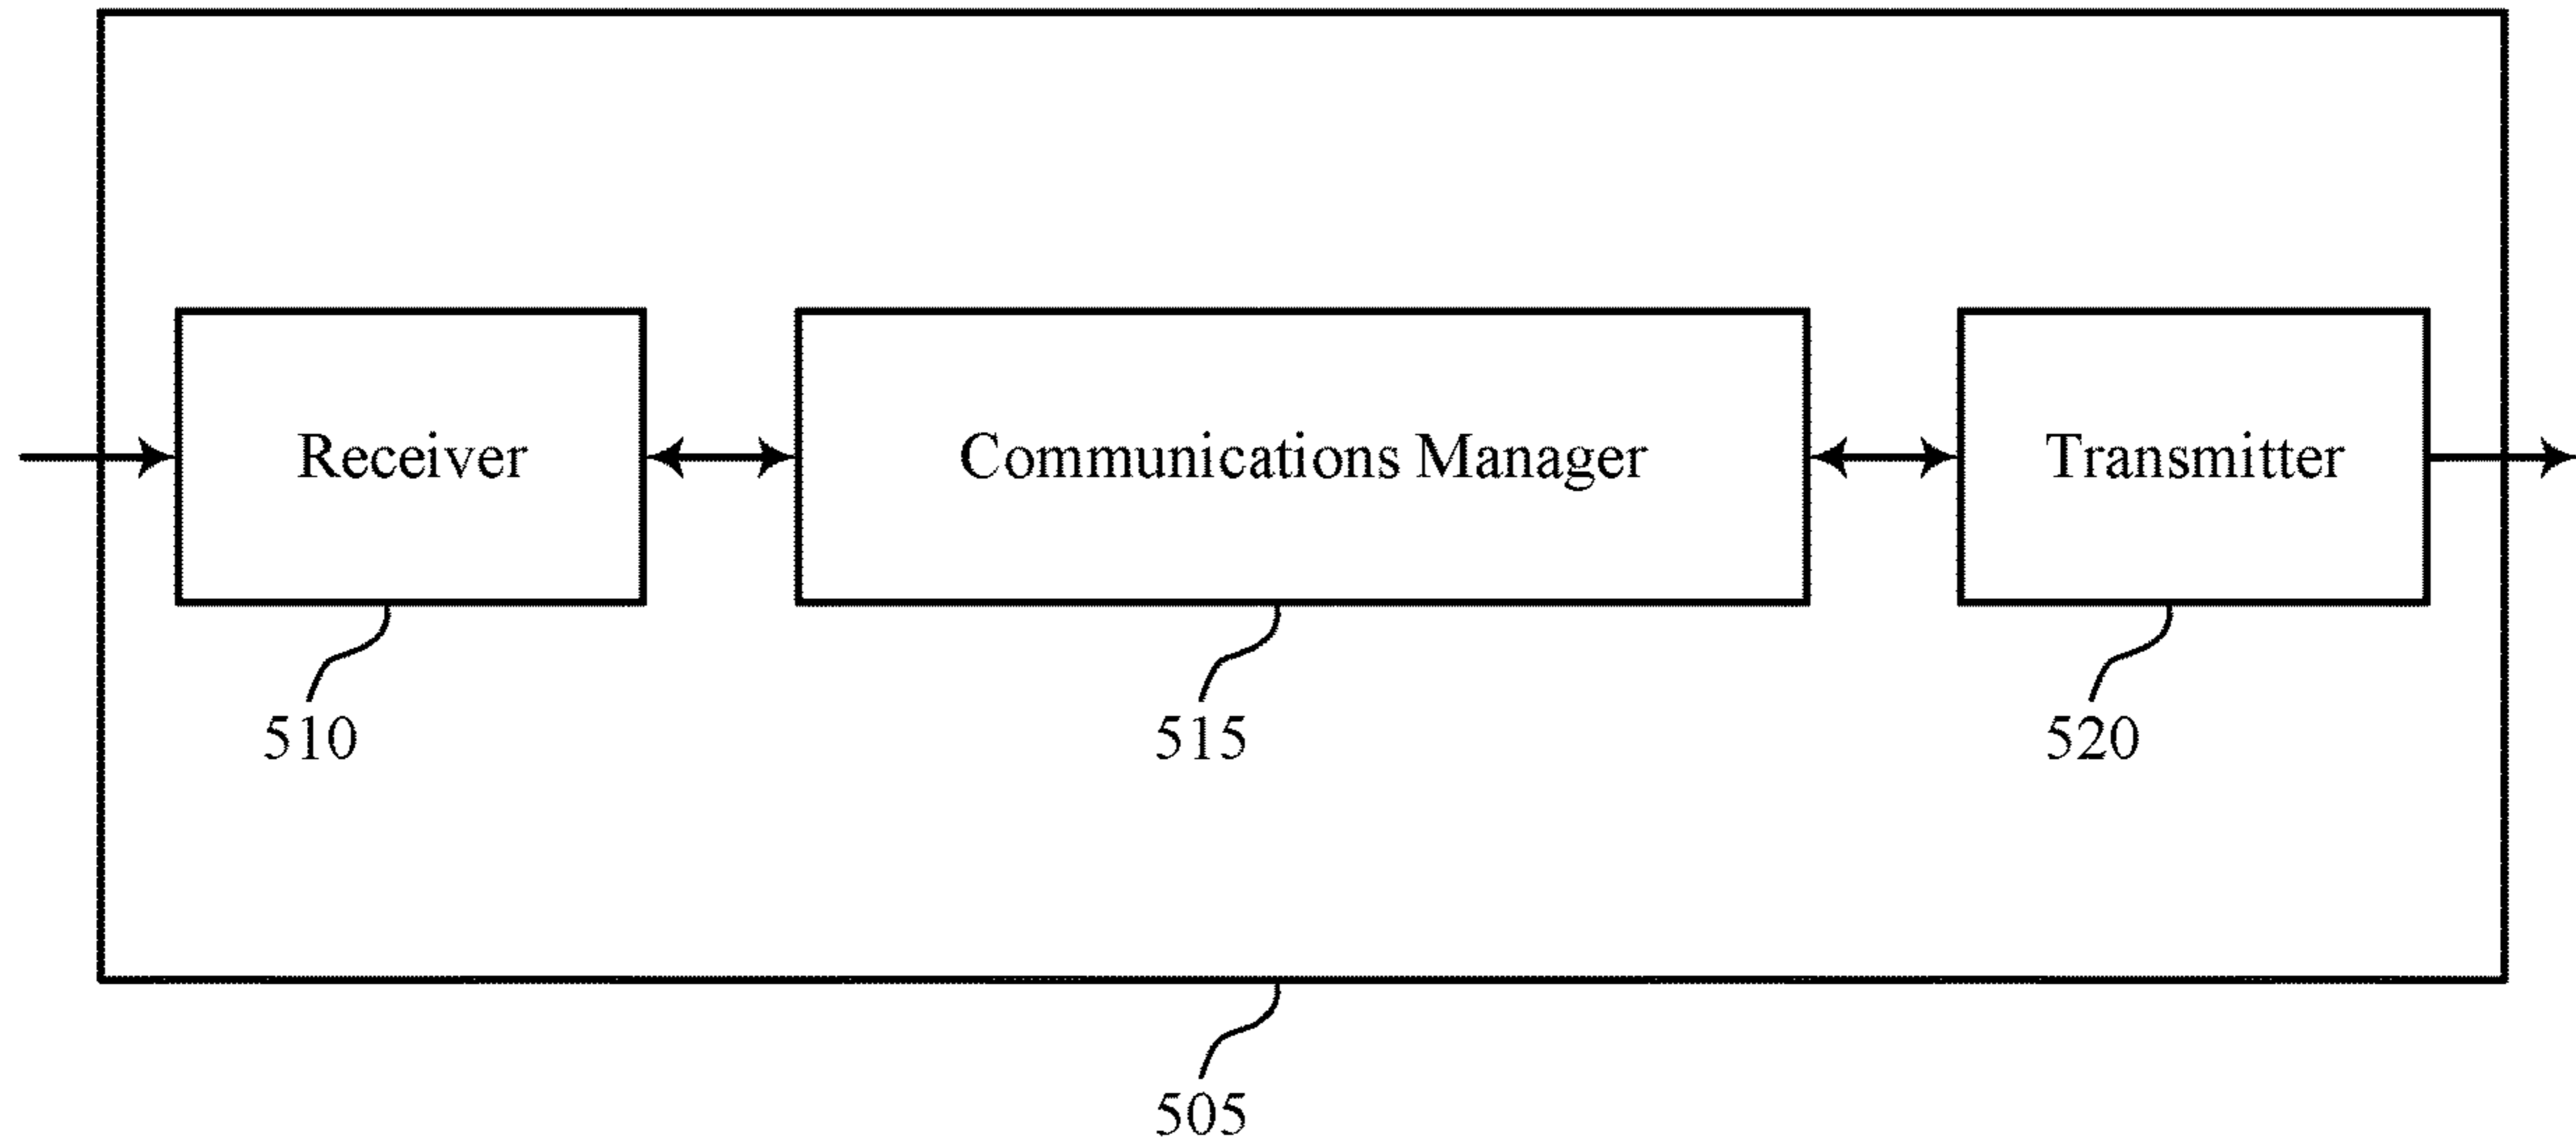 Receiver
Communications Manager
Transmitter
510
515
520
505